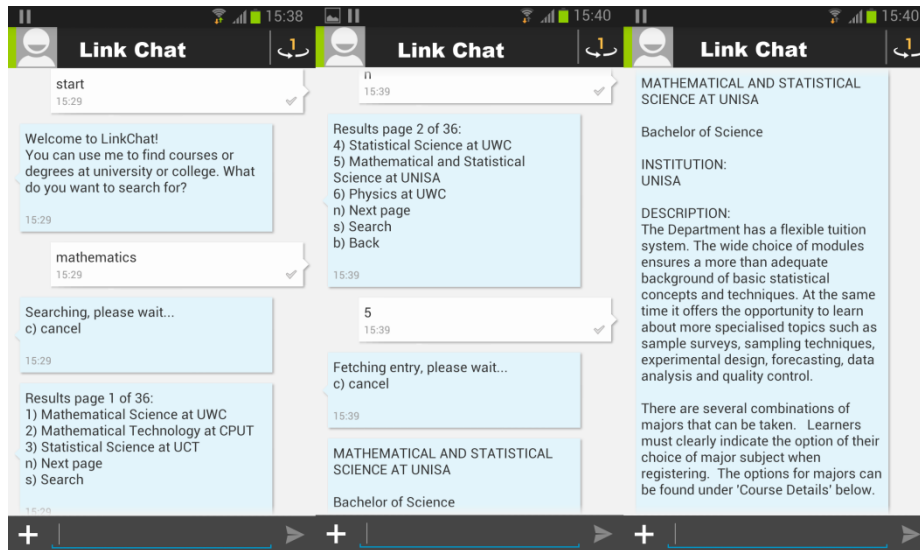 15:38
Link Chat
1
start
15:29
Welcome to LinkChat!
You can use me to find courses or
degrees at university or college. What
do you want to search for?
15:29
mathematics
15:29
Searching, please wait...
c) cancel
15:29
Results page 1 of 36:
1) Mathematical Science at UWC
2) Mathematical Technology at CPUT
3) Statistical Science at UCT
n) Next page
s) Search
15:29
15:40
Link Chat
1
n
15:39
Results page 2 of 36:
4) Statistical Science at UWC
5) Mathematical and Statistical
Science at UNISA
6) Physics at UWC
n) Next page
s) Search
b) Back
15:39
5
15:39
Fetching entry, please wait...
c) cancel
15:39
MATHEMATICAL AND STATISTICAL
SCIENCE AT UNISA
Bachelor of Science
15:40
Link Chat
1
MATHEMATICAL AND STATISTICAL
SCIENCE AT UNISA
Bachelor of Science
INSTITUTION:
UNISA
DESCRIPTION:
The Department has a flexible tuition
system. The wide choice of modules
ensures a more than adequate
background of basic statistical
concepts and techniques. At the same
time it offers the opportunity to learn
about more specialised topics such as
sample surveys, sampling techniques,
experimental design, forecasting, data
analysis and quality control.
There are several combinations of
majors that can be taken. Learners
must clearly indicate the option of their
choice of major subject when
registering. The options for majors can
be found under 'Course Details' below.